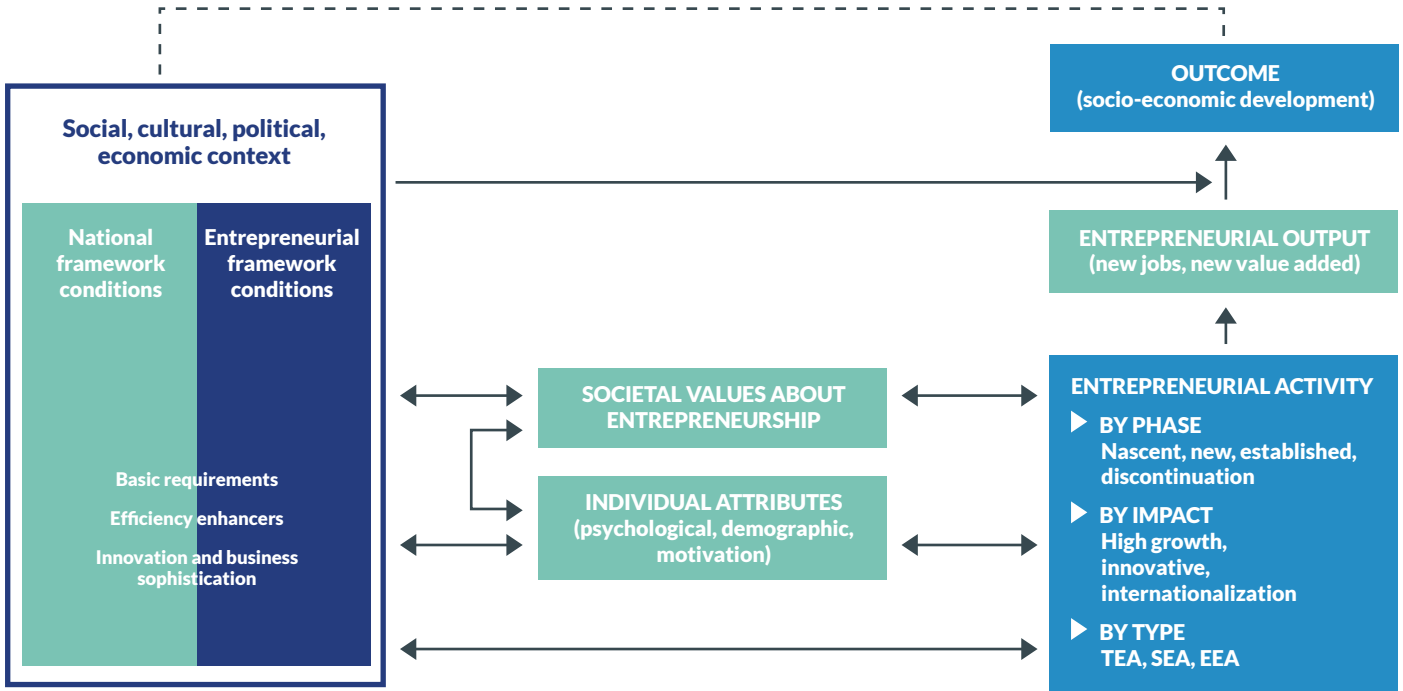 Social, cultural, political,
economic context
National
framework
conditions
Entrepreneurial
framework
conditions
Basic requirements
Efficiency enhancers
Innovation and business
sophistication
SOCIETAL VALUES ABOUT
ENTREPRENEURSHIP
INDIVIDUAL ATTRIBUTES
(psychological, demographic,
motivation)
OUTCOME
(socio-economic development)
ENTREPRENEURIAL OUTPUT
(new jobs, new value added)
ENTREPRENEURIAL ACTIVITY
BY PHASE
Nascent, new, established,
discontinuation
BY IMPACT
High growth,
innovative,
internationalization
BY TYPE
TEA, SEA, EEA